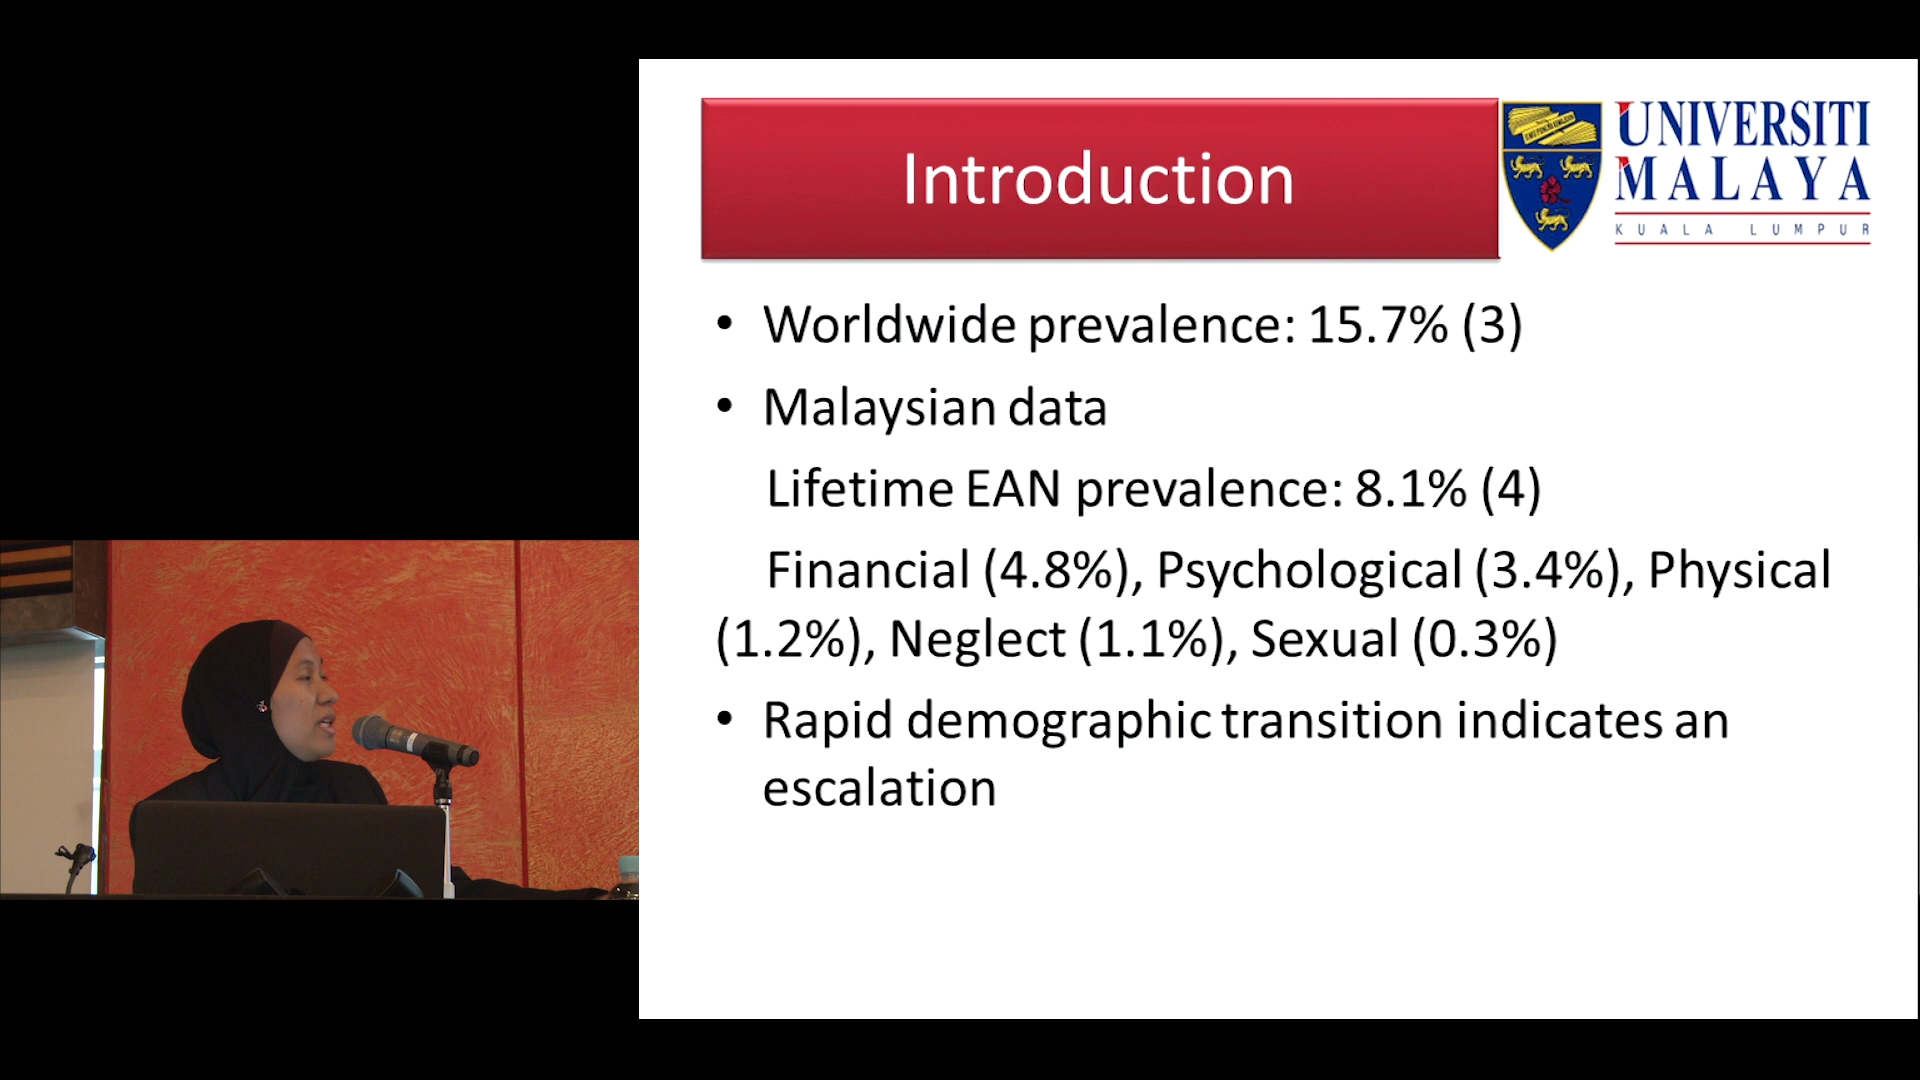 Introduction
UNIVERSITI
MALAYA
KUALA LUMPUR
• Worldwide prevalence: 15.7% (3)
• Malaysian data
Lifetime EAN prevalence: 8.1% (4)
Financial (4.8%), Psychological (3.4%), Physical
(1.2%), Neglect (1.1%), Sexual (0.3%)
• Rapid demographic transition indicates an
escalation